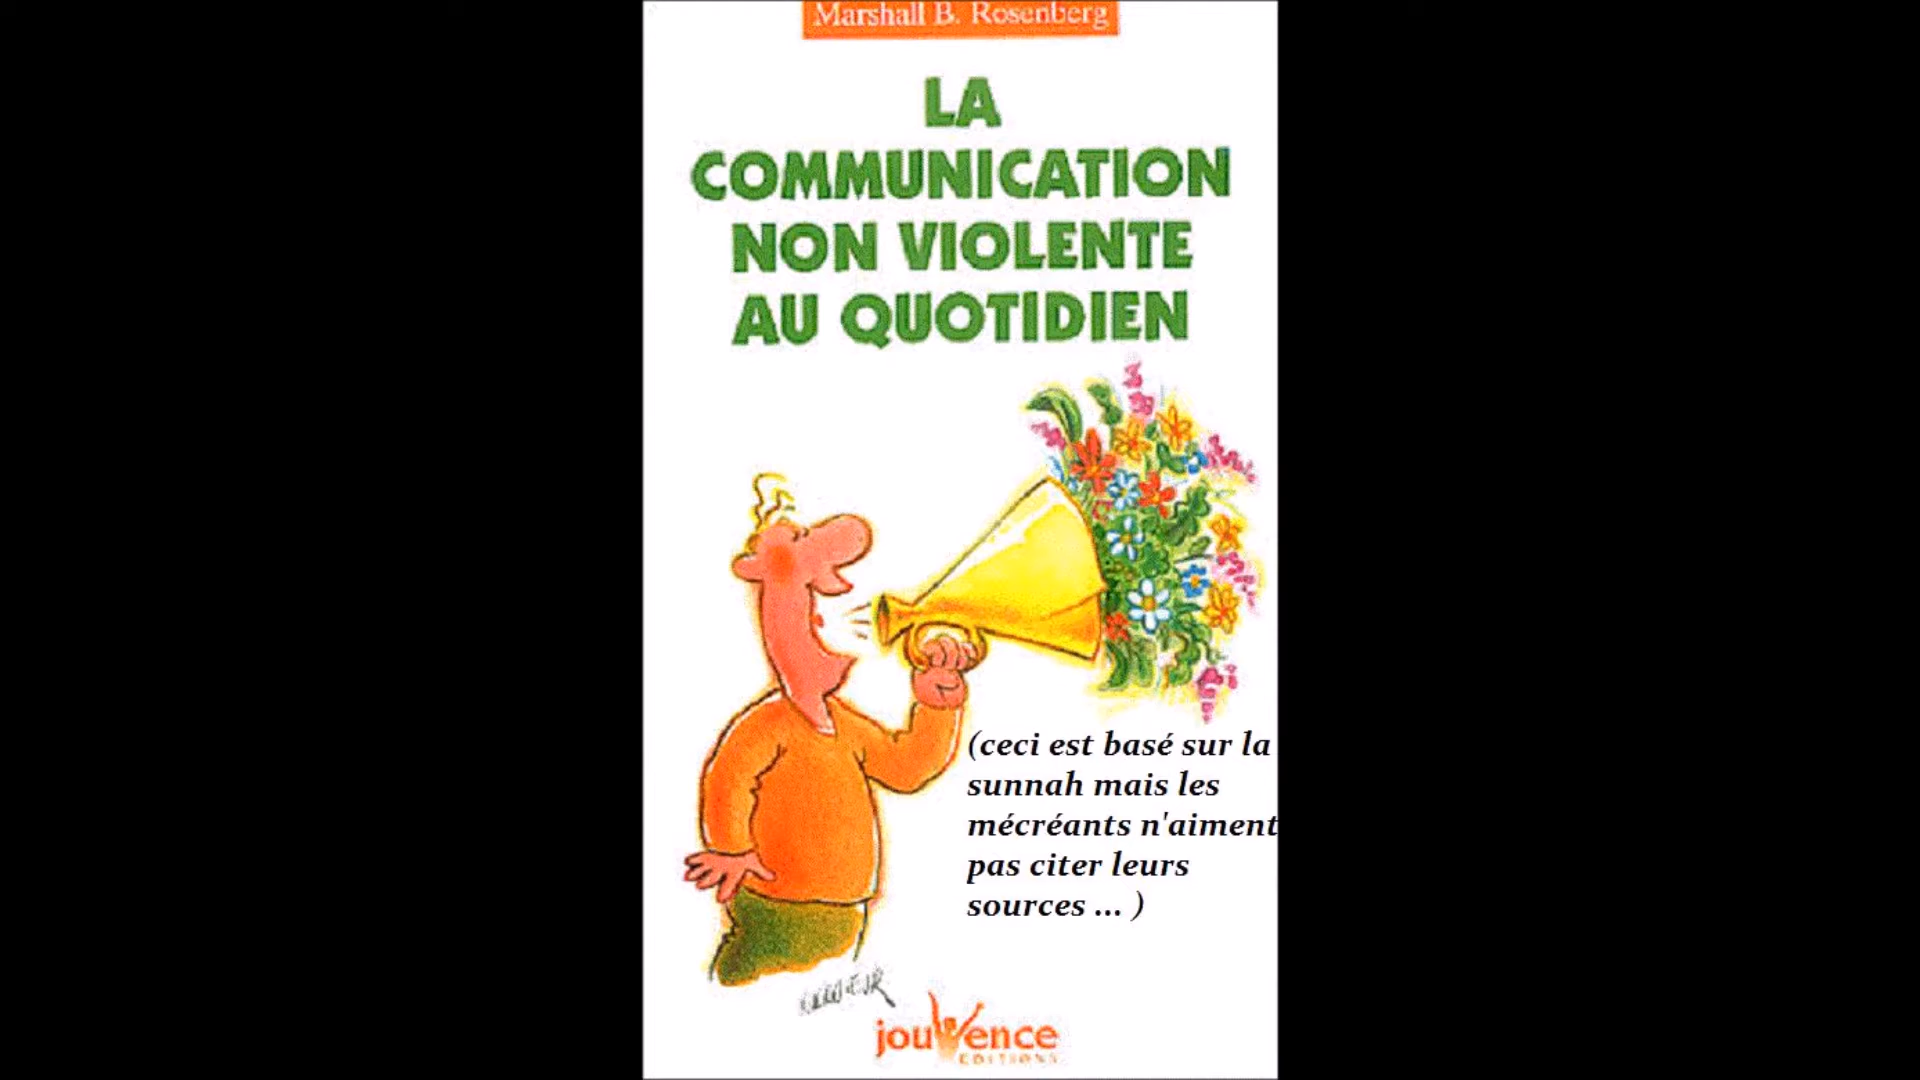 Marshall B. Rosenberg
LA
COMMUNICATION
NON VIOLENTE
AU QUOTIDIEN
(ceci est basé sur la
sunnah mais les
mécréants n'aiment
pas citer leurs
sources ... )
jouvence
EDITIONS